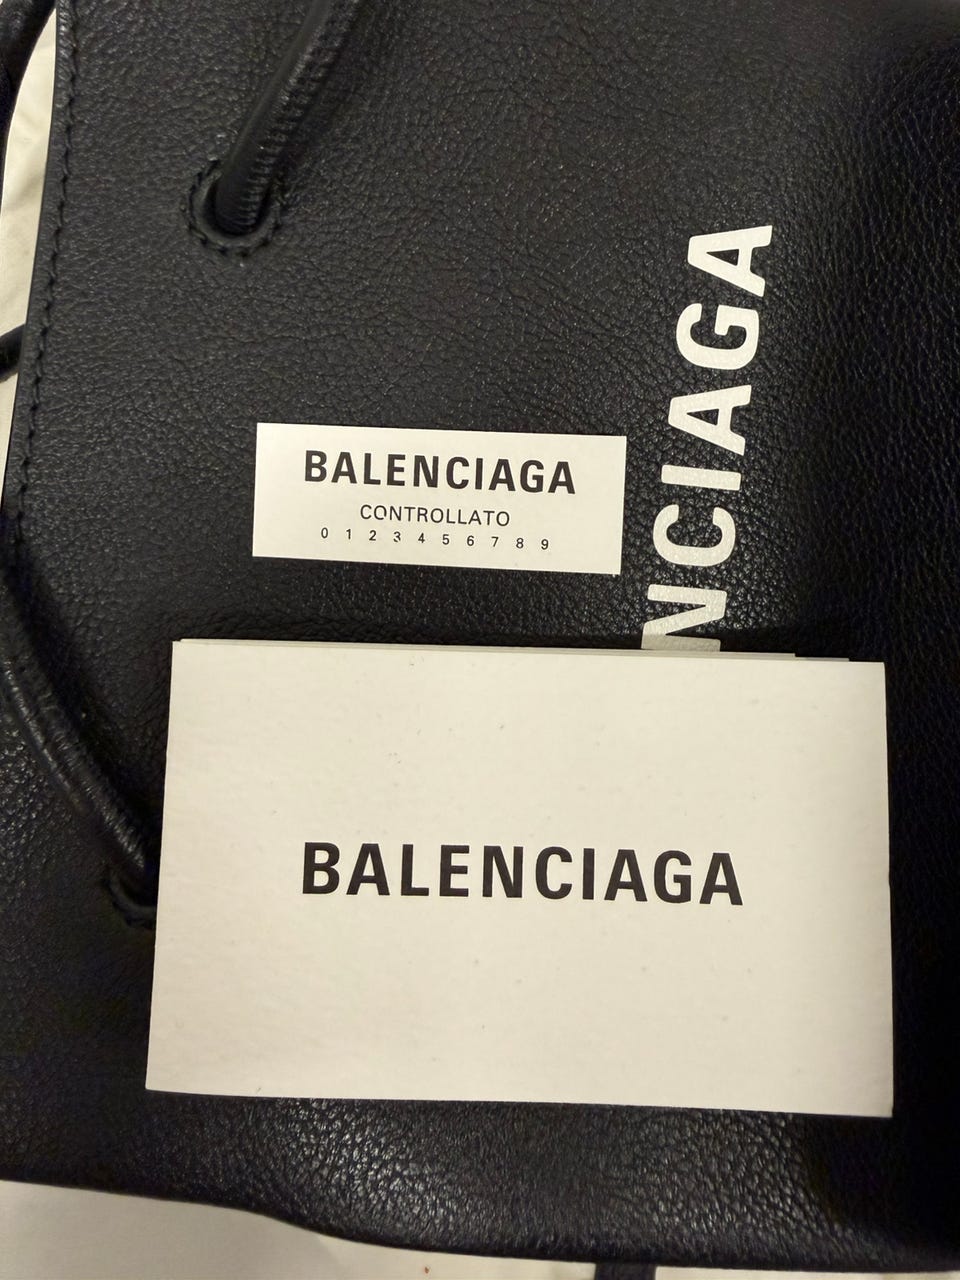 NCIAGA
BALENCIAGA
CONTROLLATO
0 1 2 3 4 5 6 7 8 9
BALENCIAGA